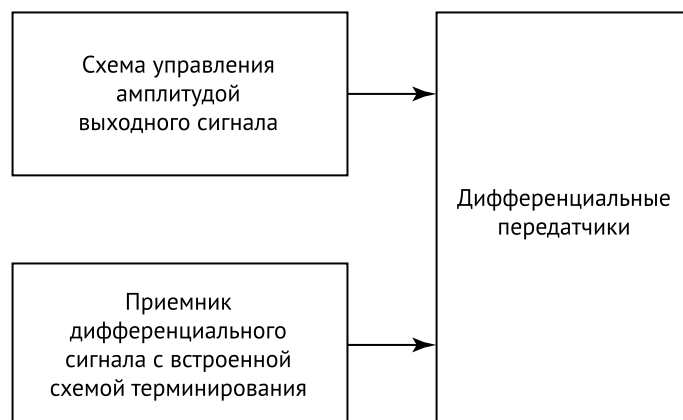 Схема управления
амплитудой
выходного сигнала
Дифференциальные
передатчики
Приемник
дифференциального
сигнала с встроенной
схемой терминирования